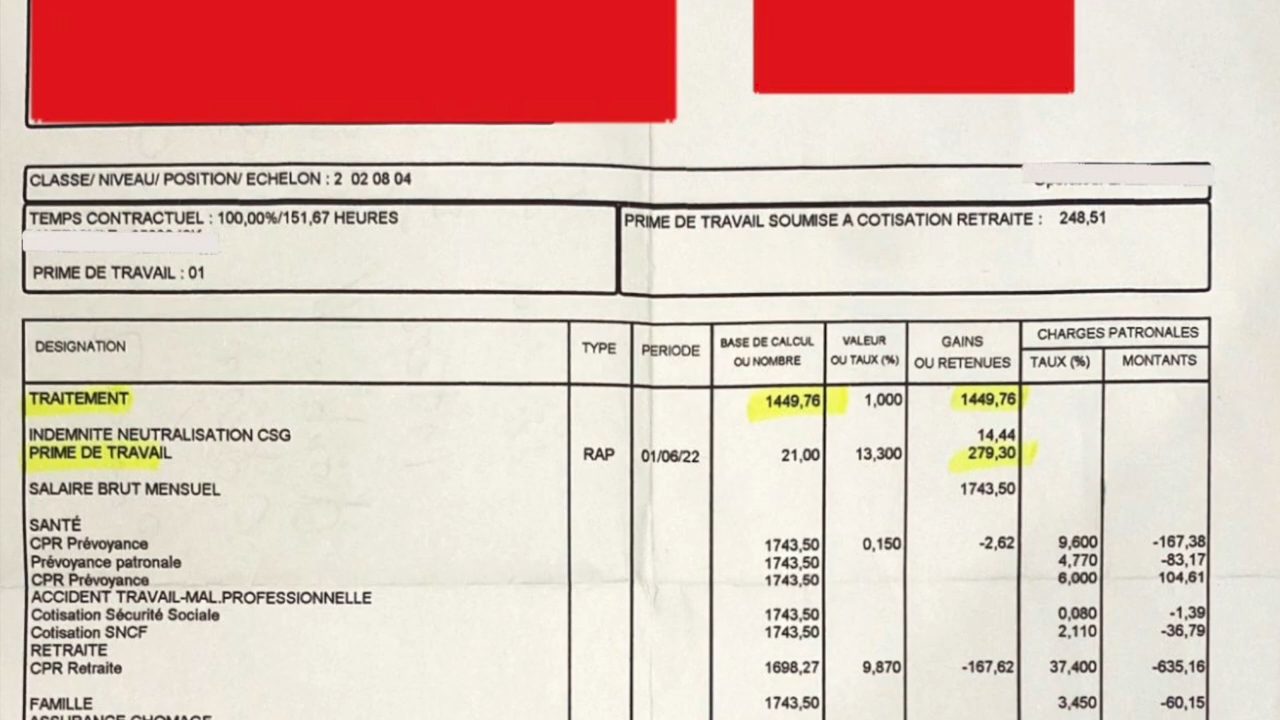 CLASSE/ NIVEAU/ POSITION/ ECHELON : 2 02 08 04
TEMPS CONTRACTUEL : 100,00%/151,67 HEURES
PRIME DE TRAVAIL : 01
PRIME DE TRAVAIL SOUMISE A COTISATION RETRAITE : 248,51
DESIGNATION TYPE PERIODE BASE DE CALCUL OU NOMBRE VALEUR OU TAUX (%) GAINS OU RETENUES CHARGES PATRONALES TAUX (%) MONTANTS
TRAITEMENT 1449,76 1,000 1449,76
INDEMNITE NEUTRALISATION CSG 14,44
PRIME DE TRAVAIL RAP 01/06/22 21,00 13,300 279,30
SALAIRE BRUT MENSUEL 1743,50
SANTÉ
CPR Prévoyance 1743,50 0,150 -2,62 9,600 -167,38
Prévoyance patronale 1743,50 4,770 -83,17
CPR Prévoyance 1743,50 6,000 104,61
ACCIDENT TRAVAIL-MAL.PROFESSIONNELLE
Cotisation Sécurité Sociale 1743,50 0,080 -1,39
Cotisation SNCF 1743,50 2,110 -36,79
RETRAITE
CPR Retraite 1698,27 9,870 -167,62 37,400 -635,16
FAMILLE 1743,50 3,450 -60,15
ASSURANCE CHOMAGE